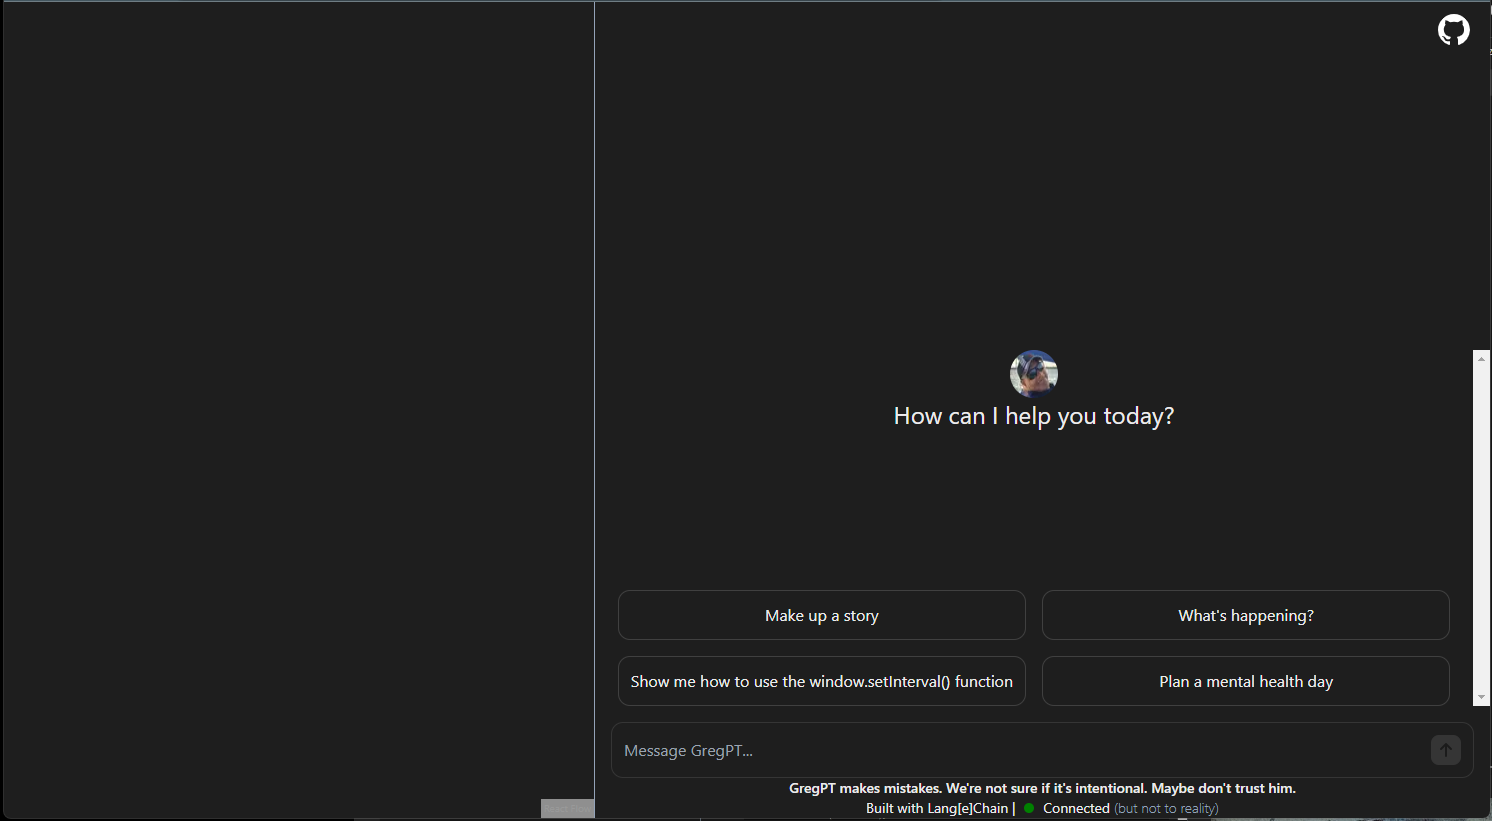 How can I help you today?
Make up a story
What's happening?
Show me how to use the window.setInterval() function
Plan a mental health day
Message GregPT...
GregPT makes mistakes. We're not sure if it's intentional. Maybe don't trust him.
Built with Lang[e]Chain | Connected (but not to reality)